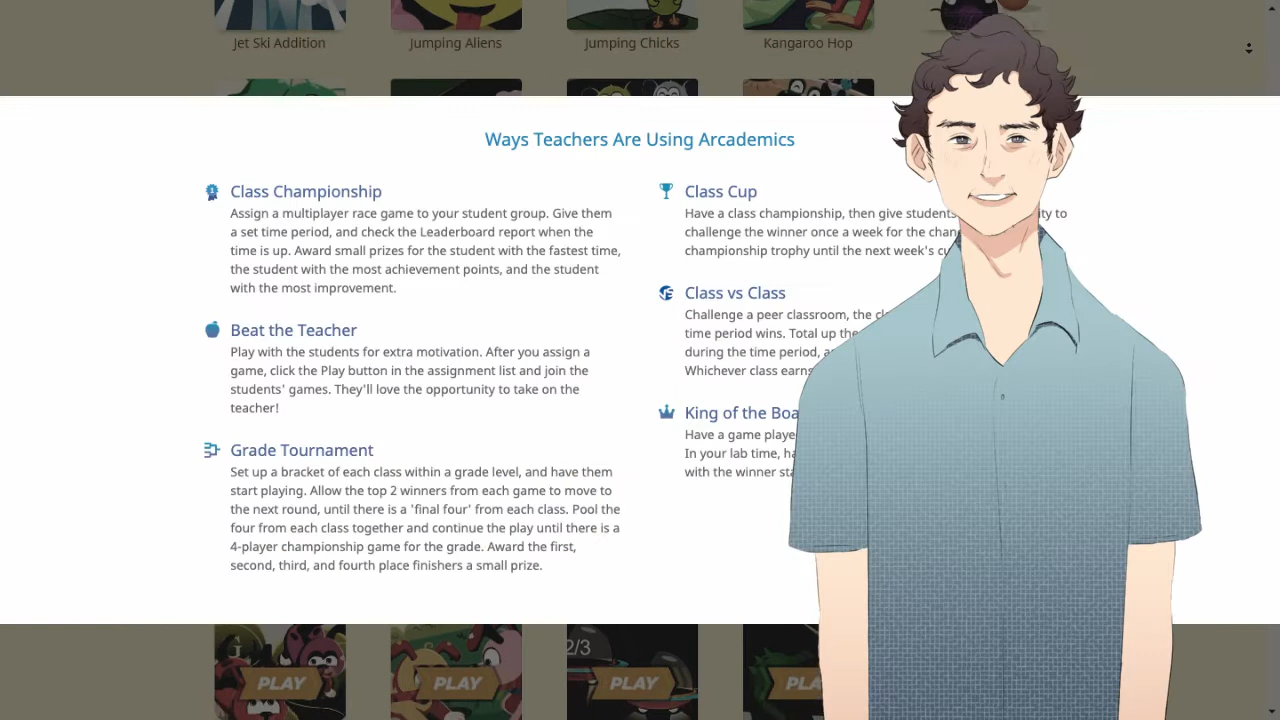 Jet Ski Addition
Jumping Aliens
Jumping Chicks
Kangaroo Hop
Ways Teachers Are Using Arcademics
Class Championship
Assign a multiplayer race game to your student group. Give them
a set time period, and check the Leaderboard report when the
time is up. Award small prizes for the student with the fastest time,
the student with the most achievement points, and the student
with the most improvement.
Beat the Teacher
Play with the students for extra motivation. After you assign a
game, click the Play button in the assignment list and join the
students' games. They'll love the opportunity to take on the
teacher!
Grade Tournament
Set up a bracket of each class within a grade level, and have them
start playing. Allow the top 2 winners from each game to move to
the next round, until there is a 'final four' from each class. Pool the
four from each class together and continue the play until there is a
4-player championship game for the grade. Award the first,
second, third, and fourth place finishers a small prize.
Class Cup
Have a class championship, then give students to
challenge the winner once a week for the
championship trophy until the next week's
Class vs Class
Challenge a peer classroom, the
time period wins. Total up the
during the time period,
Whichever class earns
King of the
Have a game
In your lab time,
with the winner
2/3
PLAY
PLAY
PLAY